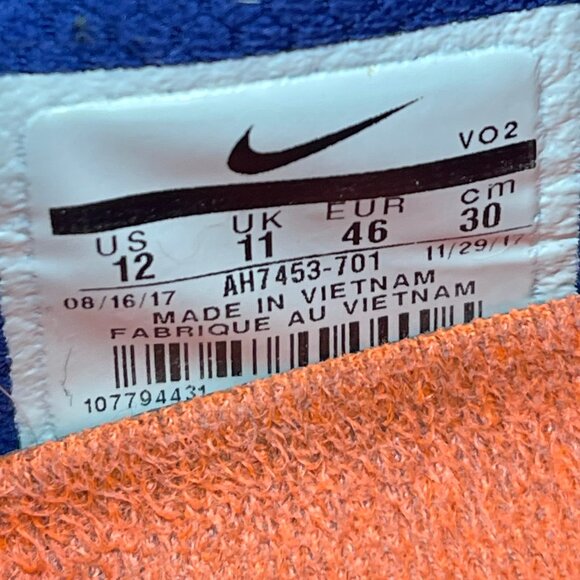 VO2
US UK EUR cm
12 11 46 30
08/16/17 AH7453-701 11/29/17
MADE IN VIETNAM
FABRIQUE AU VIETNAM
107794431